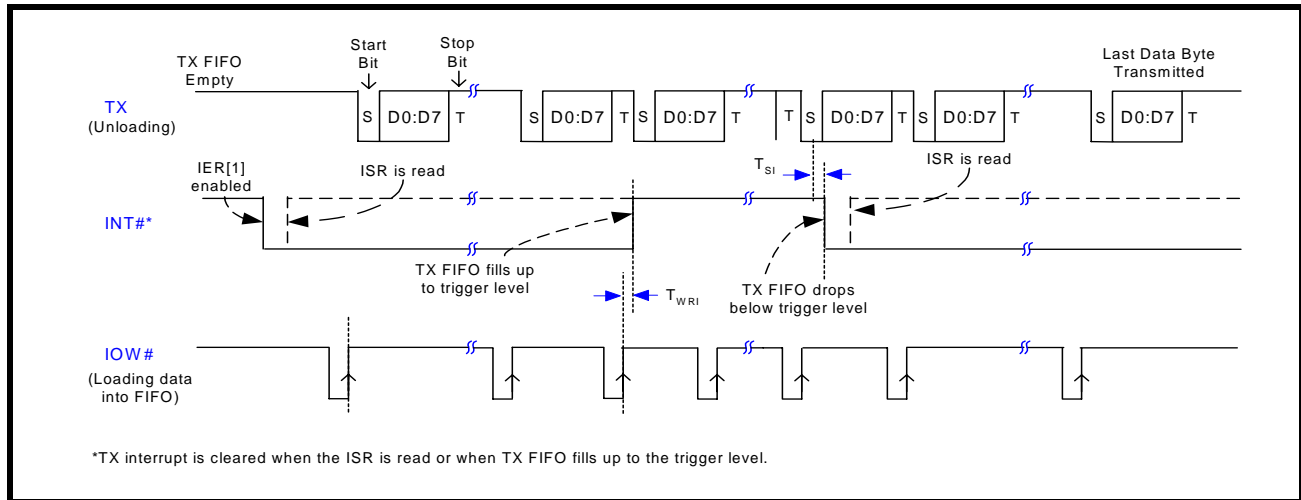 TX FIFO
Empty
Start
Bit
Stop
Bit
Last Data Byte
Transmitted
TX
(Unloading)
S D0:D7 T S D0:D7 T S D0:D7 T T S D0:D7 T S D0:D7 T S D0:D7 T
IER[1]
enabled
ISR is read
T_SI
ISR is read
INT#*
TX FIFO fills up
to trigger level
T_WRI
TX FIFO drops
below trigger level
IOW#
(Loading data
into FIFO)
*TX interrupt is cleared when the ISR is read or when TX FIFO fills up to the trigger level.